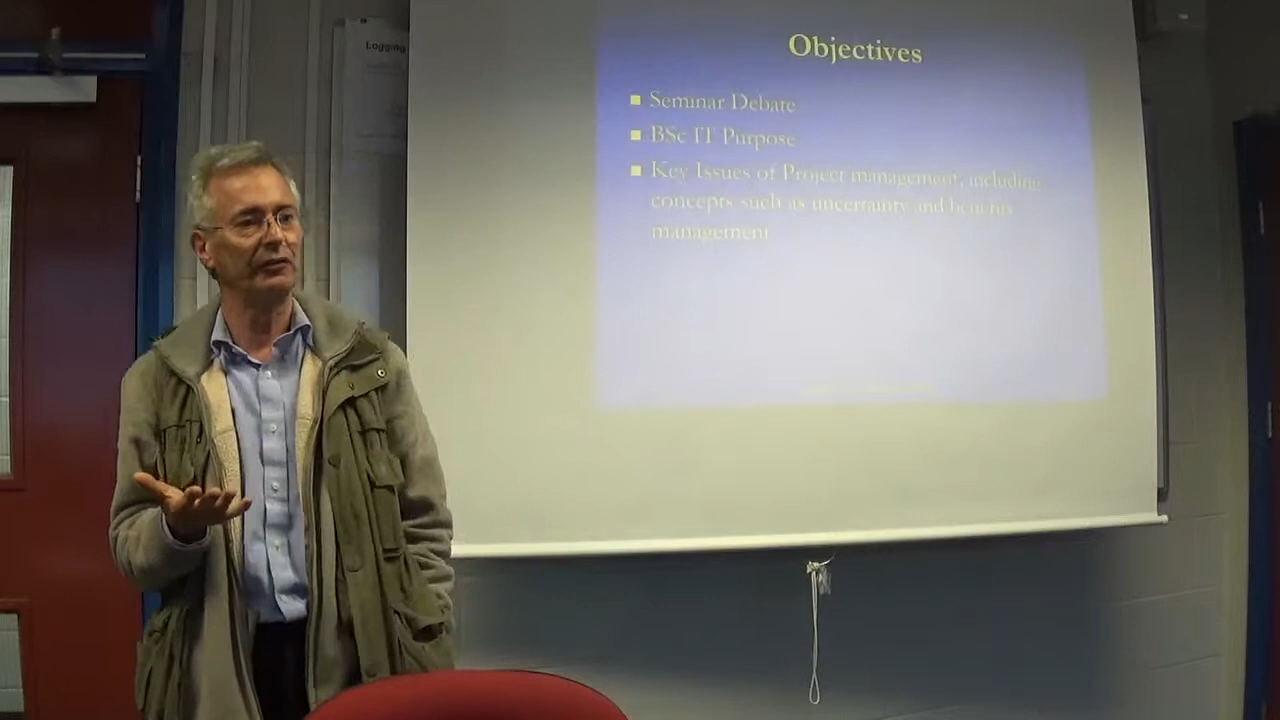 Logging
Objectives
Seminar Debate
BSc IT Purpose
Key Issues of Project management, including
concepts such as uncertainty and benefits
management